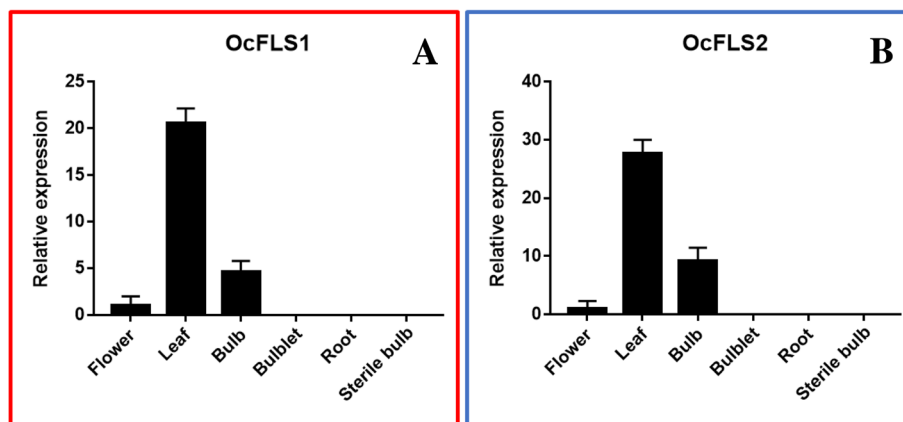 OcFLS1
A
Relative expression
25
20
15
10
5
0
Flower
Leaf
Bulb
Bulblet
Root
Sterile bulb
OcFLS2
B
Relative expression
40
30
20
10
0
Flower
Leaf
Bulb
Bulblet
Root
Sterile bulb